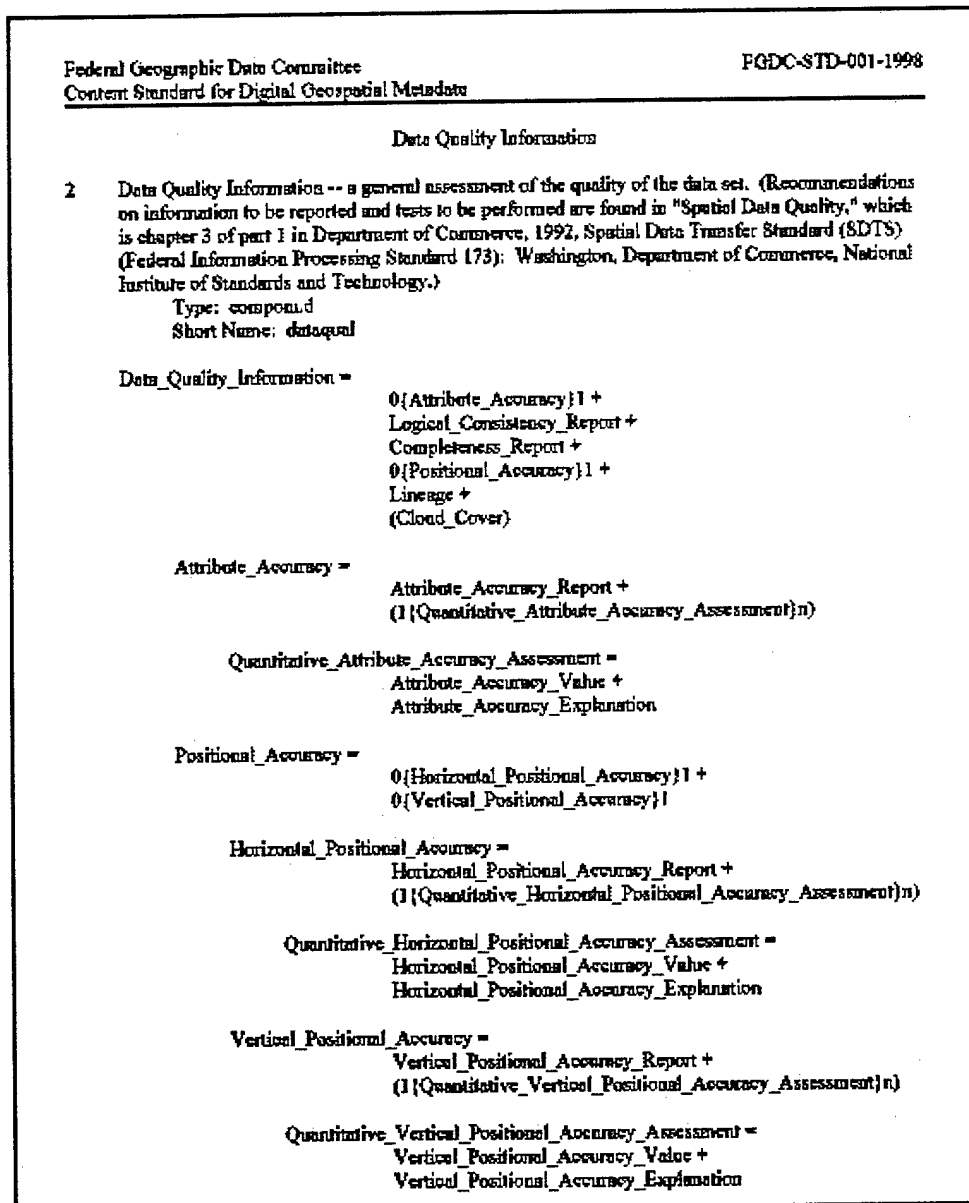 Federal Geographic Data Committee
FGDC-STD-001-1998
Content Standard for Digital Geospatial Metadata
Data Quality Information
2 Data Quality Information -- a general assessment of the quality of the data set. (Recommendations
on information to be reported and tests to be performed are found in "Spatial Data Quality," which
is chapter 3 of part 1 in Department of Commerce, 1992, Spatial Data Transfer Standard (SDTS)
(Federal Information Processing Standard 173): Washington, Department of Commerce, National
Institute of Standards and Technology.)
Type: compound
Short Name: dataqual
Data_Quality_Information =
0{Attribute_Accuracy}1 +
Logical_Consistency_Report +
Completeness_Report +
0{Positional_Accuracy}1 +
Lineage +
(Cloud_Cover)
Attribute_Accuracy =
Attribute_Accuracy_Report +
(1{Quantitative_Attribute_Accuracy_Assessment}n)
Quantitative_Attribute_Accuracy_Assessment =
Attribute_Accuracy_Value +
Attribute_Accuracy_Explanation
Positional_Accuracy =
0{Horizontal_Positional_Accuracy}1 +
0{Vertical_Positional_Accuracy}1
Horizontal_Positional_Accuracy =
Horizontal_Positional_Accuracy_Report +
(1{Quantitative_Horizontal_Positional_Accuracy_Assessment}n)
Quantitative_Horizontal_Positional_Accuracy_Assessment =
Horizontal_Positional_Accuracy_Value +
Horizontal_Positional_Accuracy_Explanation
Vertical_Positional_Accuracy =
Vertical_Positional_Accuracy_Report +
(1{Quantitative_Vertical_Positional_Accuracy_Assessment}n)
Quantitative_Vertical_Positional_Accuracy_Assessment =
Vertical_Positional_Accuracy_Value +
Vertical_Positional_Accuracy_Explanation